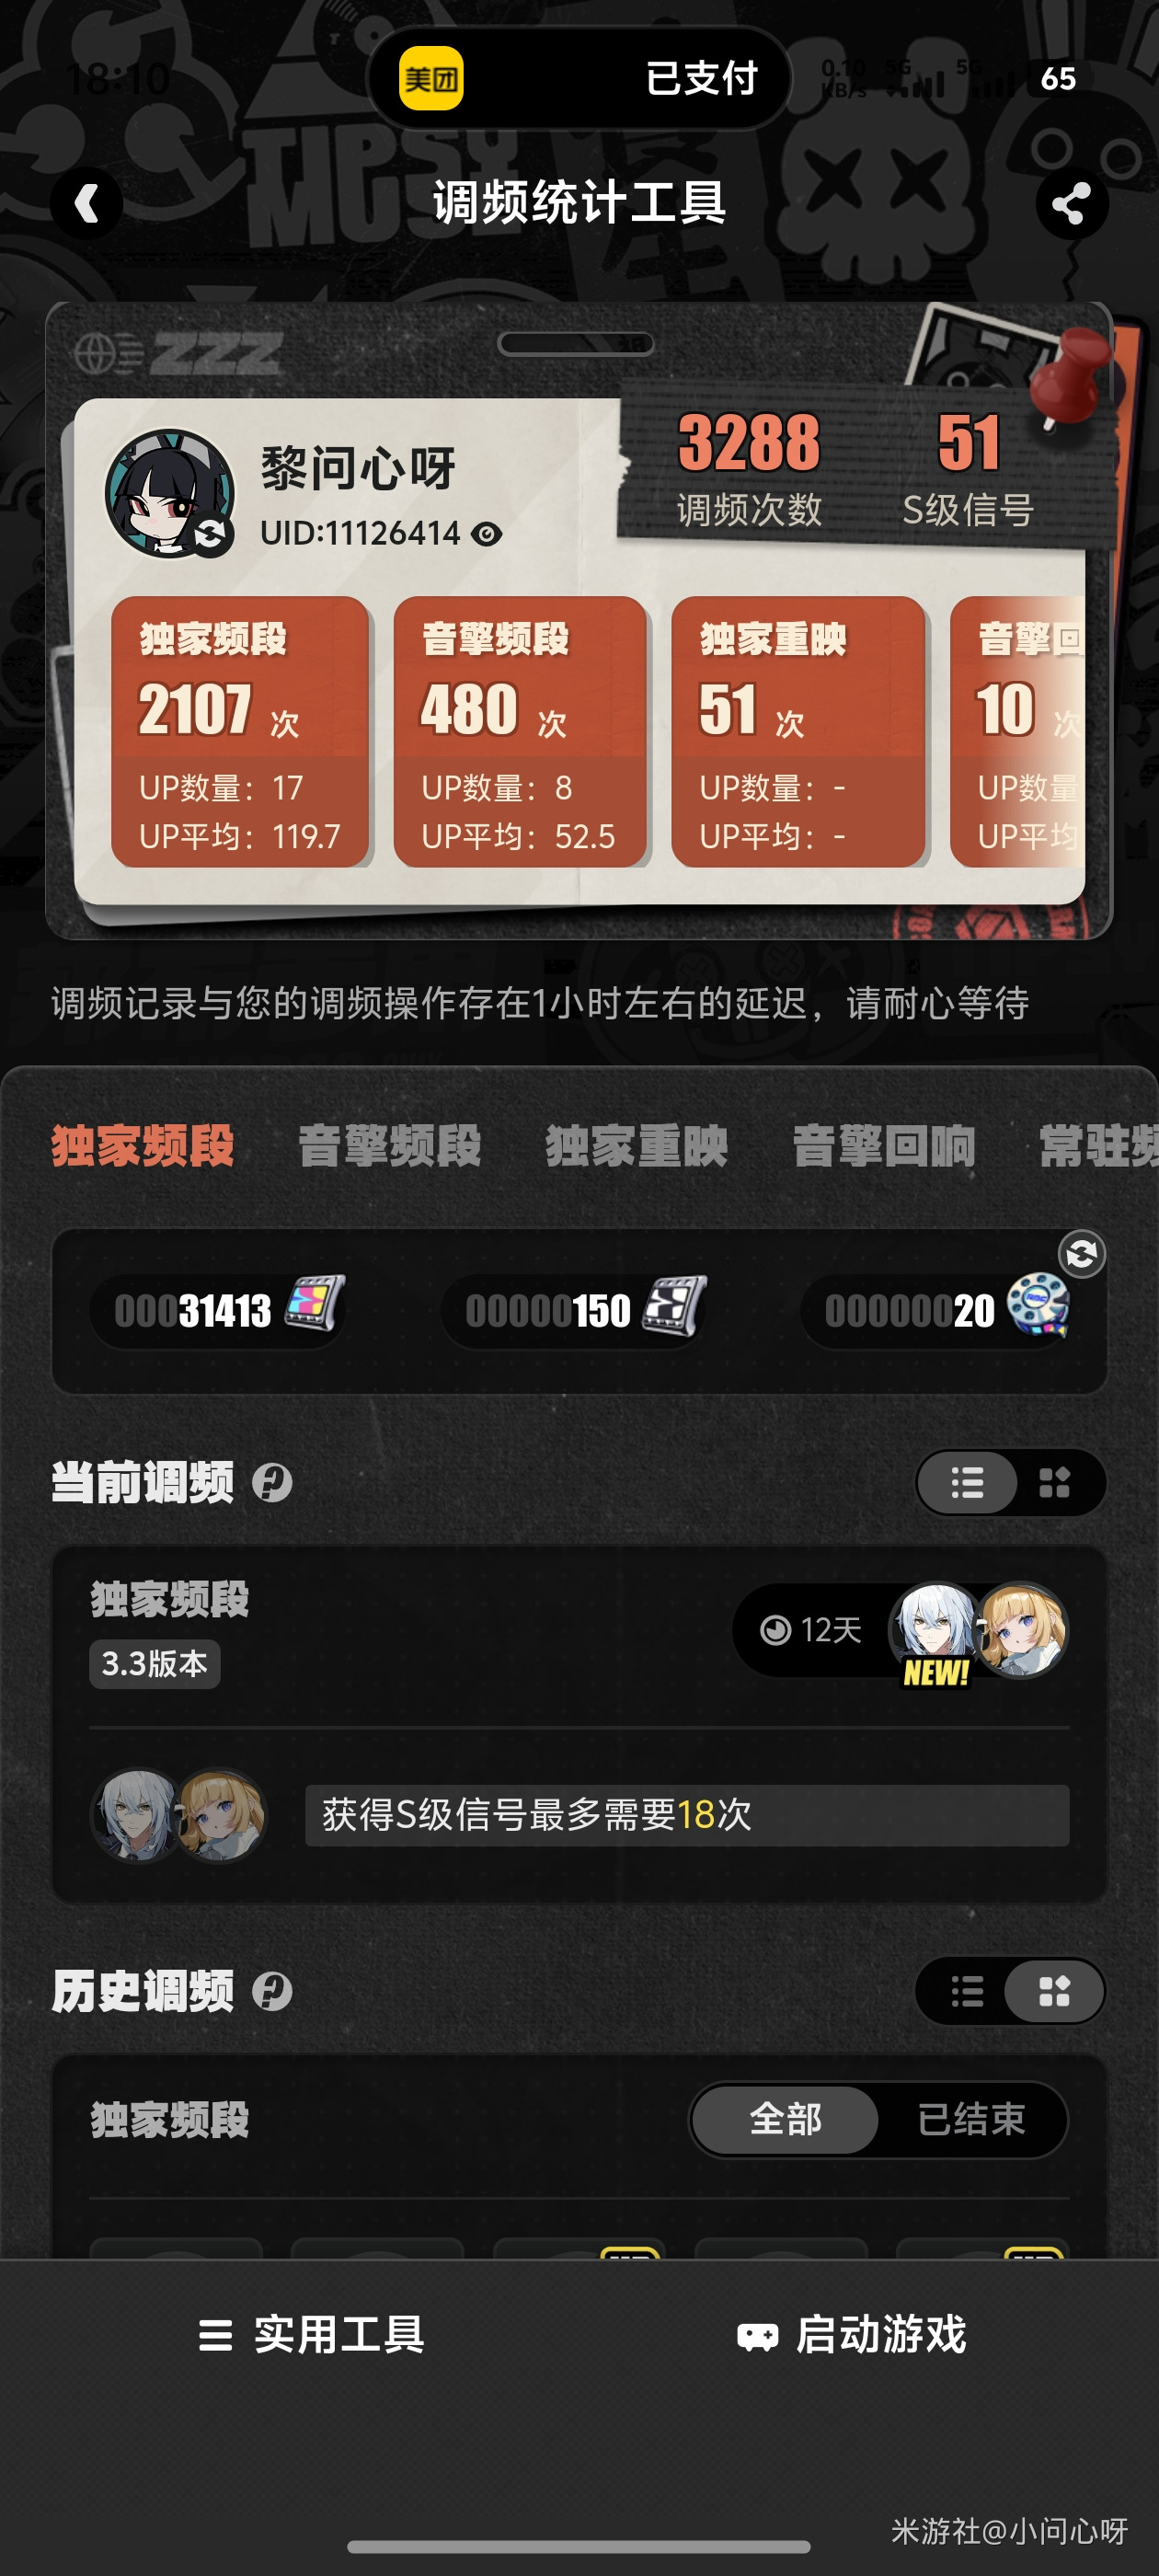 18:10
美团
已支付
0.10 KB/s 5G 5G 65
TIPSY
MOUS
调频统计工具
ZZZ
黎问心呀
UID:11126414
3288 51
调频次数 S级信号
独家频段 音擎频段 独家重映 音擎回
2107 次 480 次 51 次 10 次
UP数量：17 UP数量：8 UP数量：- UP数量
UP平均：119.7 UP平均：52.5 UP平均：- UP平均
调频记录与您的调频操作存在1小时左右的延迟，请耐心等待
独家频段 音擎频段 独家重映 音擎回响 常驻频
00031413 00000150 00000020
当前调频
独家频段
12天
NEW!
3.3版本
获得S级信号最多需要18次
历史调频
独家频段 全部 已结束
实用工具 启动游戏
米游社@小问心呀